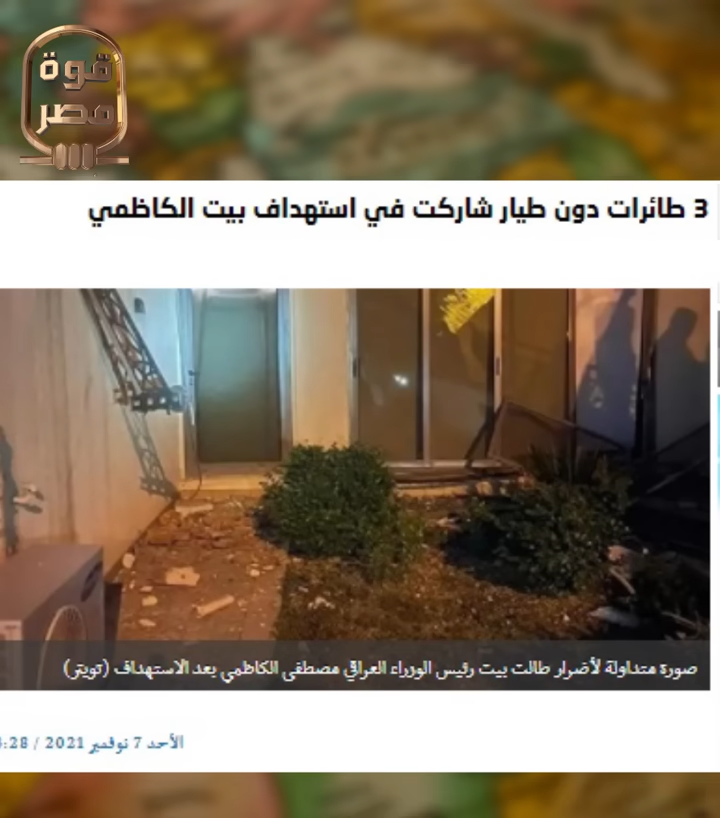 قوة
مصر
3 طائرات دون طيار شاركت في استهداف بيت الكاظمي
صورة متداولة لأضرار طالت بيت رئيس الوزراء العراقي مصطفى الكاظمي بعد الاستهداف (تويتر)
الأحد 7 نوفمبر 2021 / :28